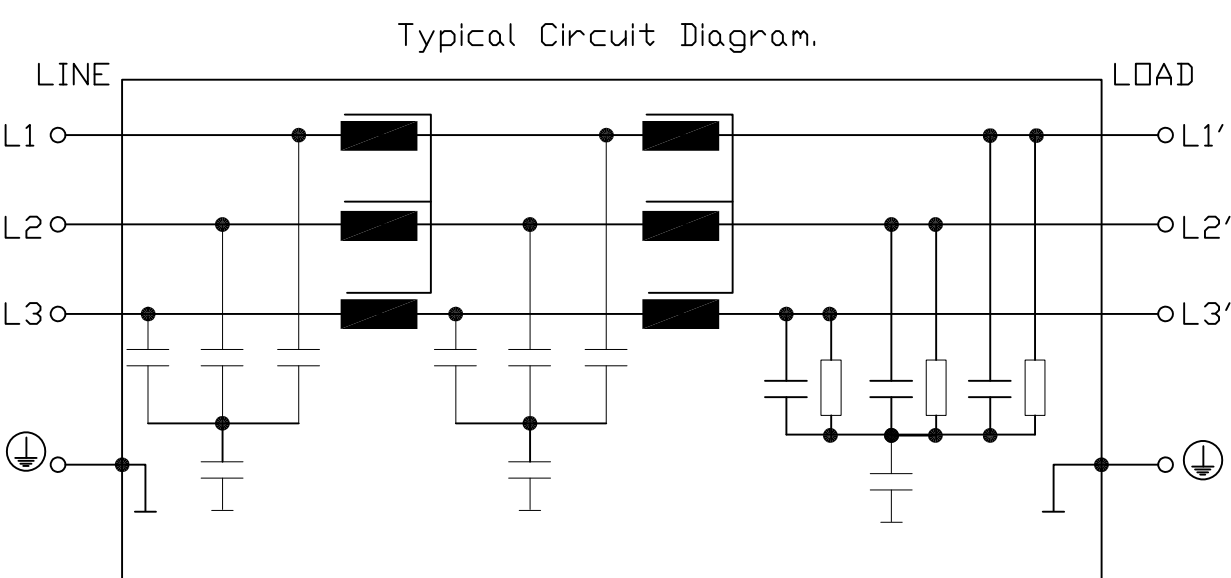 Typical Circuit Diagram.
LINE
LOAD
L1
L1'
L2
L2'
L3
L3'